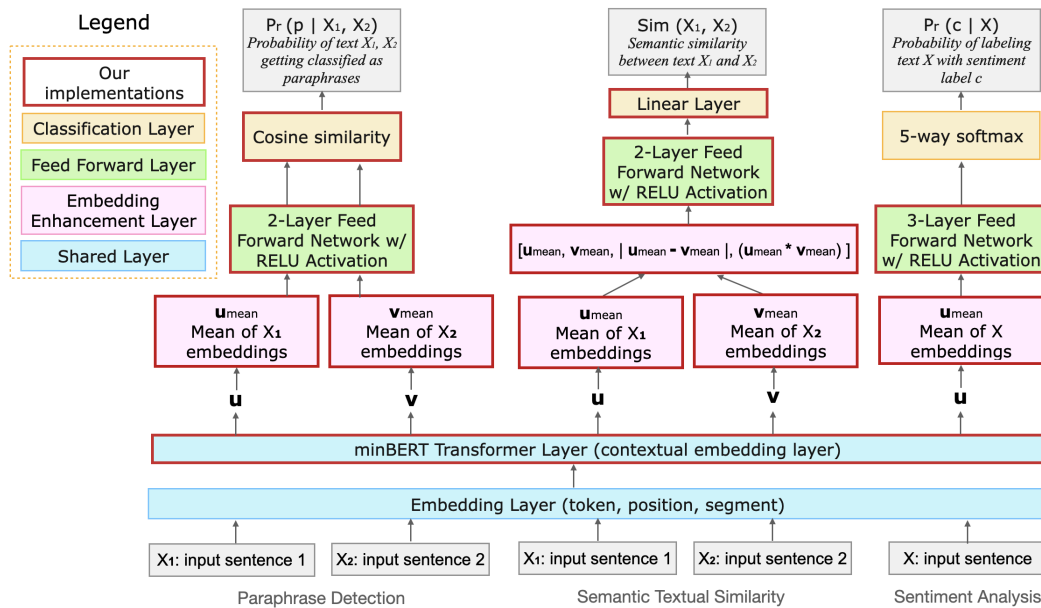 Legend
Our
implementations
Classification Layer
Feed Forward Layer
Embedding
Enhancement Layer
Shared Layer
Pr (p | X₁, X₂)
Probability of text X₁, X₂
getting classified as
paraphrases
Cosine similarity
2-Layer Feed
Forward Network w/
RELU Activation
umean
Mean of X₁
embeddings
vmean
Mean of X₂
embeddings
u
v
Sim (X₁, X₂)
Semantic similarity
between text X₁ and X₂
Linear Layer
2-Layer Feed
Forward Network
w/ RELU Activation
[umean, vmean, | umean - vmean |, (umean * vmean) ]
umean
Mean of X₁
embeddings
vmean
Mean of X₂
embeddings
u
v
Pr (c | X)
Probability of labeling
text X with sentiment
label c
5-way softmax
3-Layer Feed
Forward Network
w/ RELU Activation
umean
Mean of X
embeddings
u
minBERT Transformer Layer (contextual embedding layer)
Embedding Layer (token, position, segment)
X₁: input sentence 1
X₂: input sentence 2
X₁: input sentence 1
X₂: input sentence 2
X: input sentence
Paraphrase Detection
Semantic Textual Similarity
Sentiment Analysis